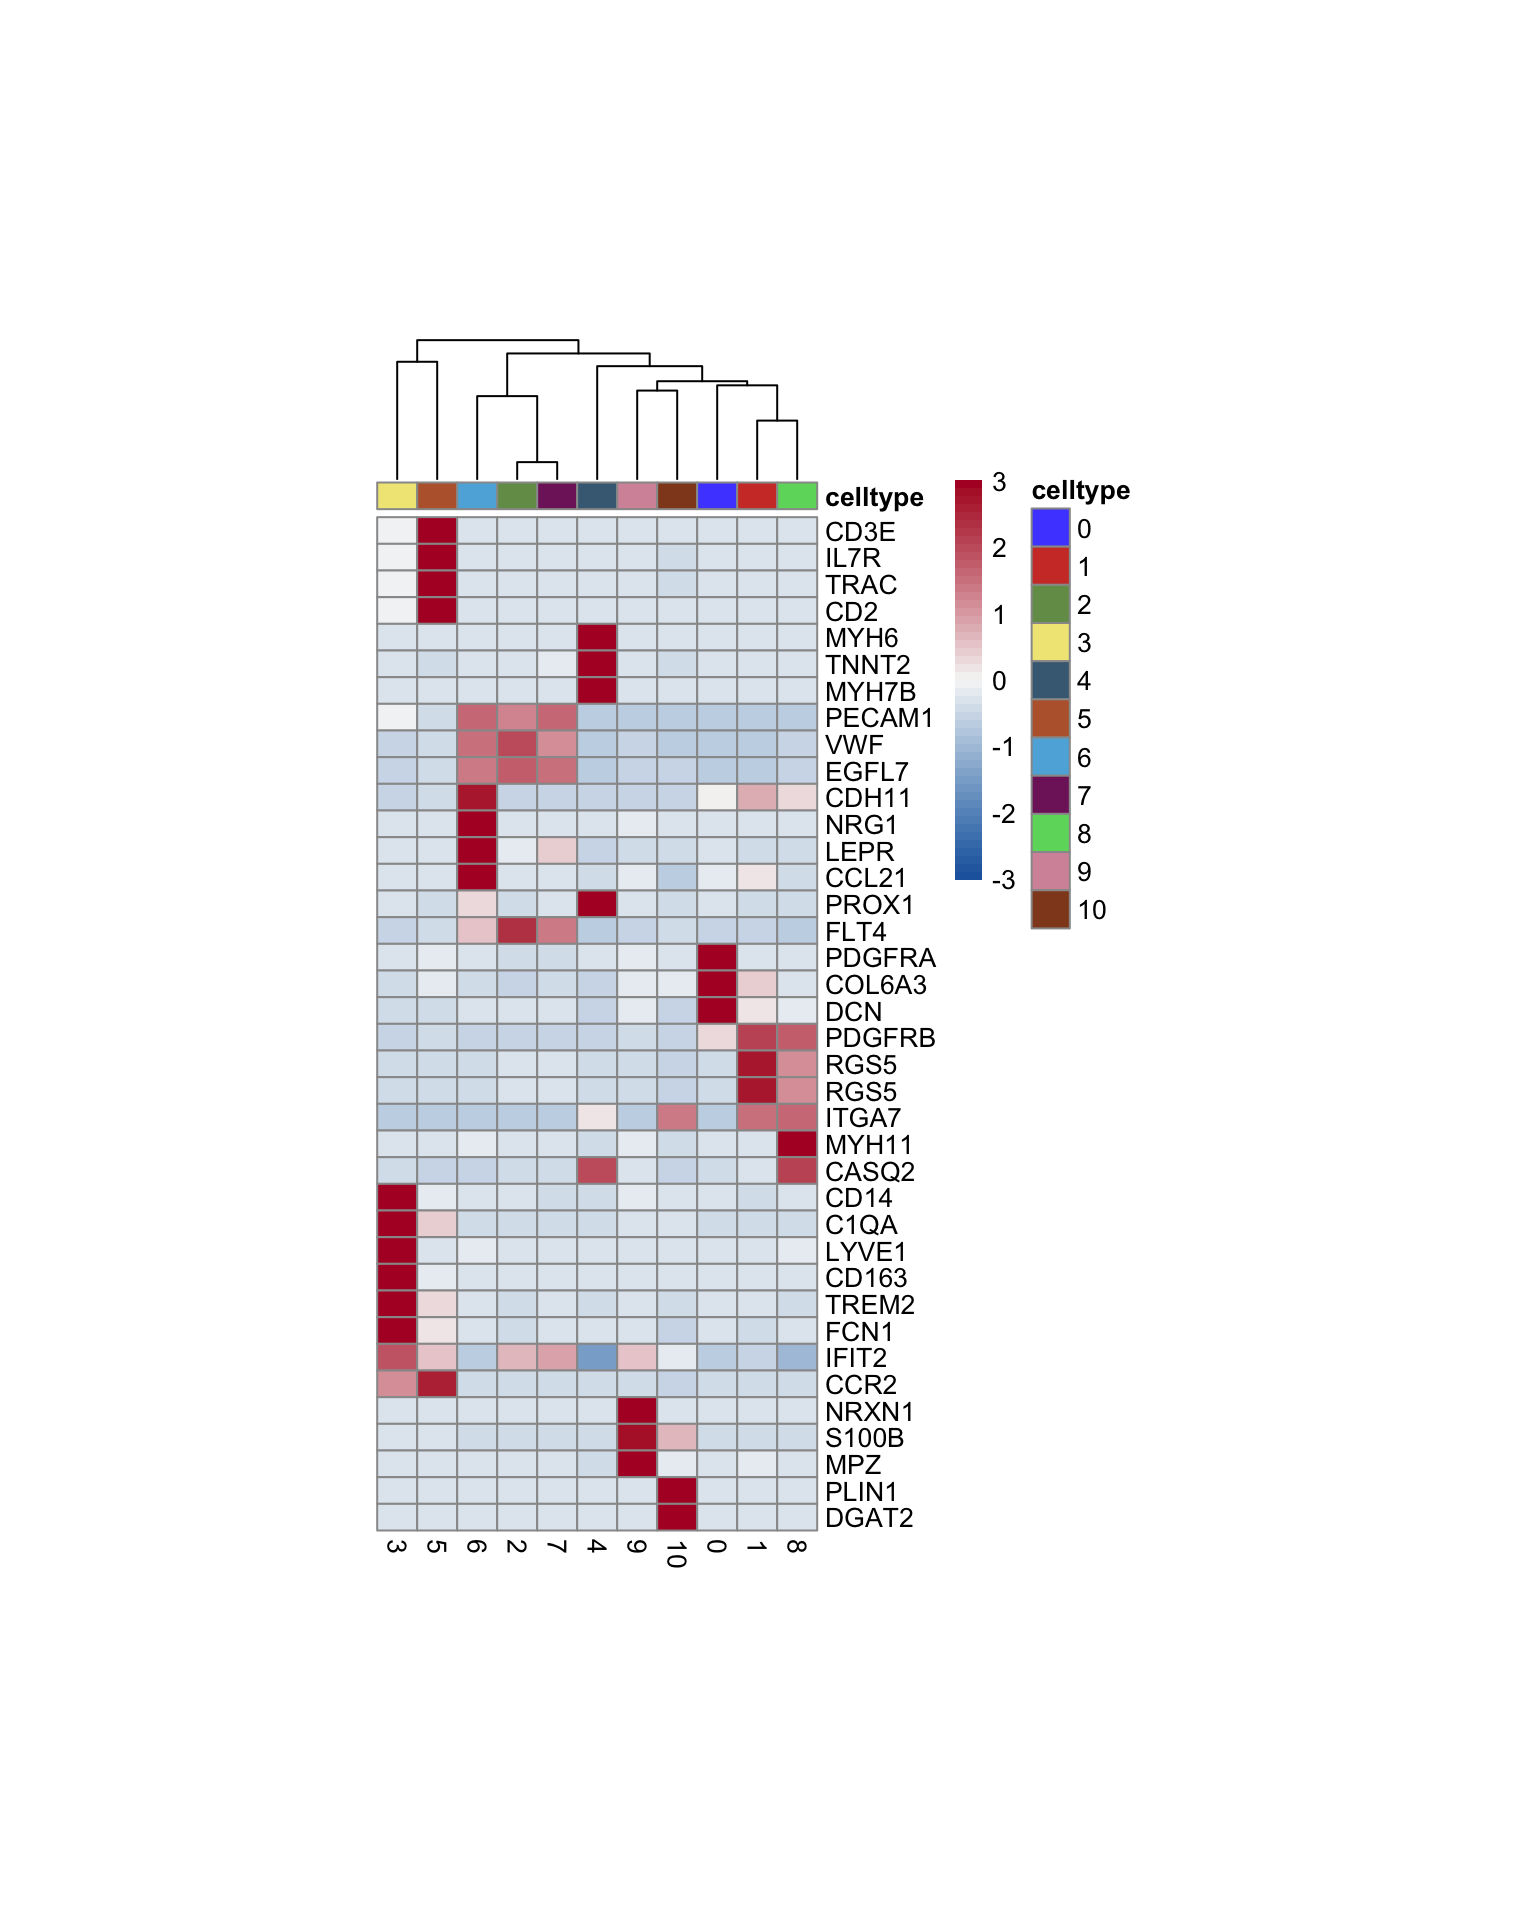 celltype
CD3E
IL7R
TRAC
CD2
MYH6
TNNT2
MYH7B
PECAM1
VWF
EGFL7
CDH11
NRG1
LEPR
CCL21
PROX1
FLT4
PDGFRA
COL6A3
DCN
PDGFRB
RGS5
RGS5
ITGA7
MYH11
CASQ2
CD14
C1QA
LYVE1
CD163
TREM2
FCN1
IFIT2
CCR2
NRXN1
S100B
MPZ
PLIN1
DGAT2
3 5 6 2 7 4 9 10 0 1 8
3
2
1
0
-1
-2
-3
celltype
0
1
2
3
4
5
6
7
8
9
10